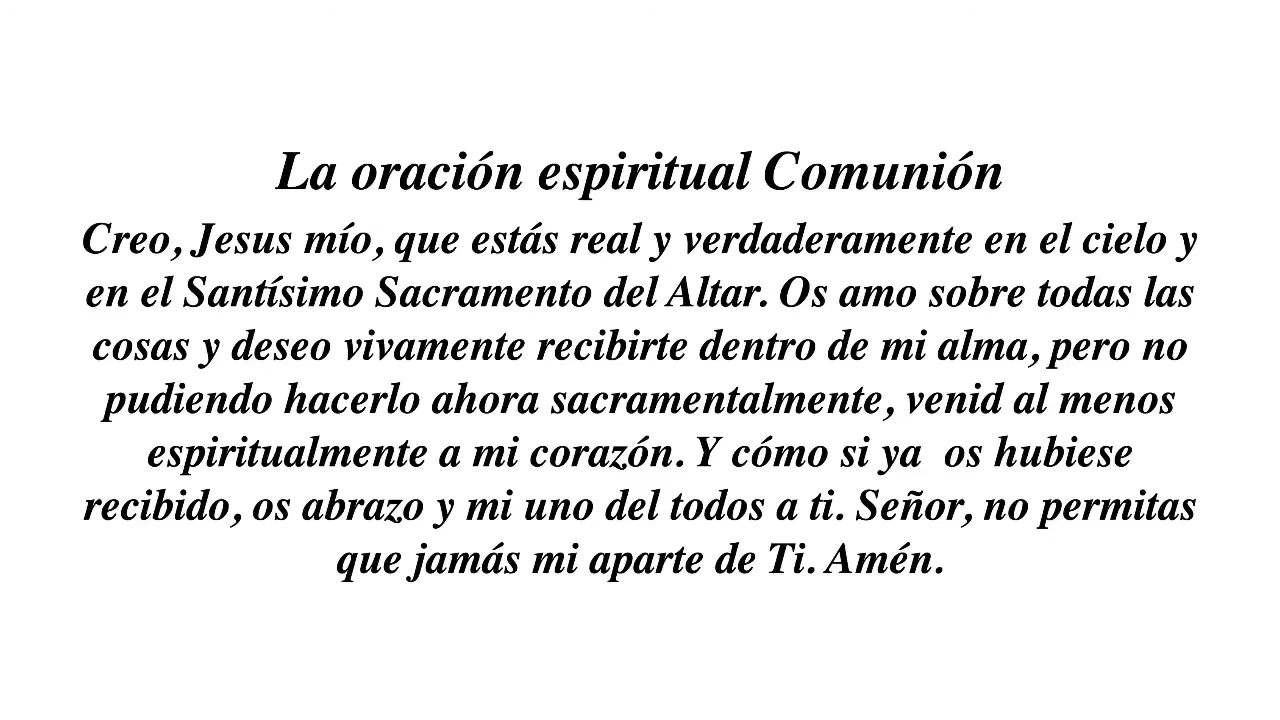 La oración espiritual Comunión
Creo, Jesus mío, que estás real y verdaderamente en el cielo y
en el Santísimo Sacramento del Altar. Os amo sobre todas las
cosas y deseo vivamente recibirte dentro de mi alma, pero no
pudiendo hacerlo ahora sacramentalmente, venid al menos
espiritualmente a mi corazón. Y cómo si ya  os hubiese
recibido, os abrazo y mi uno del todos a ti. Señor, no permitas
que jamás mi aparte de Ti. Amén.